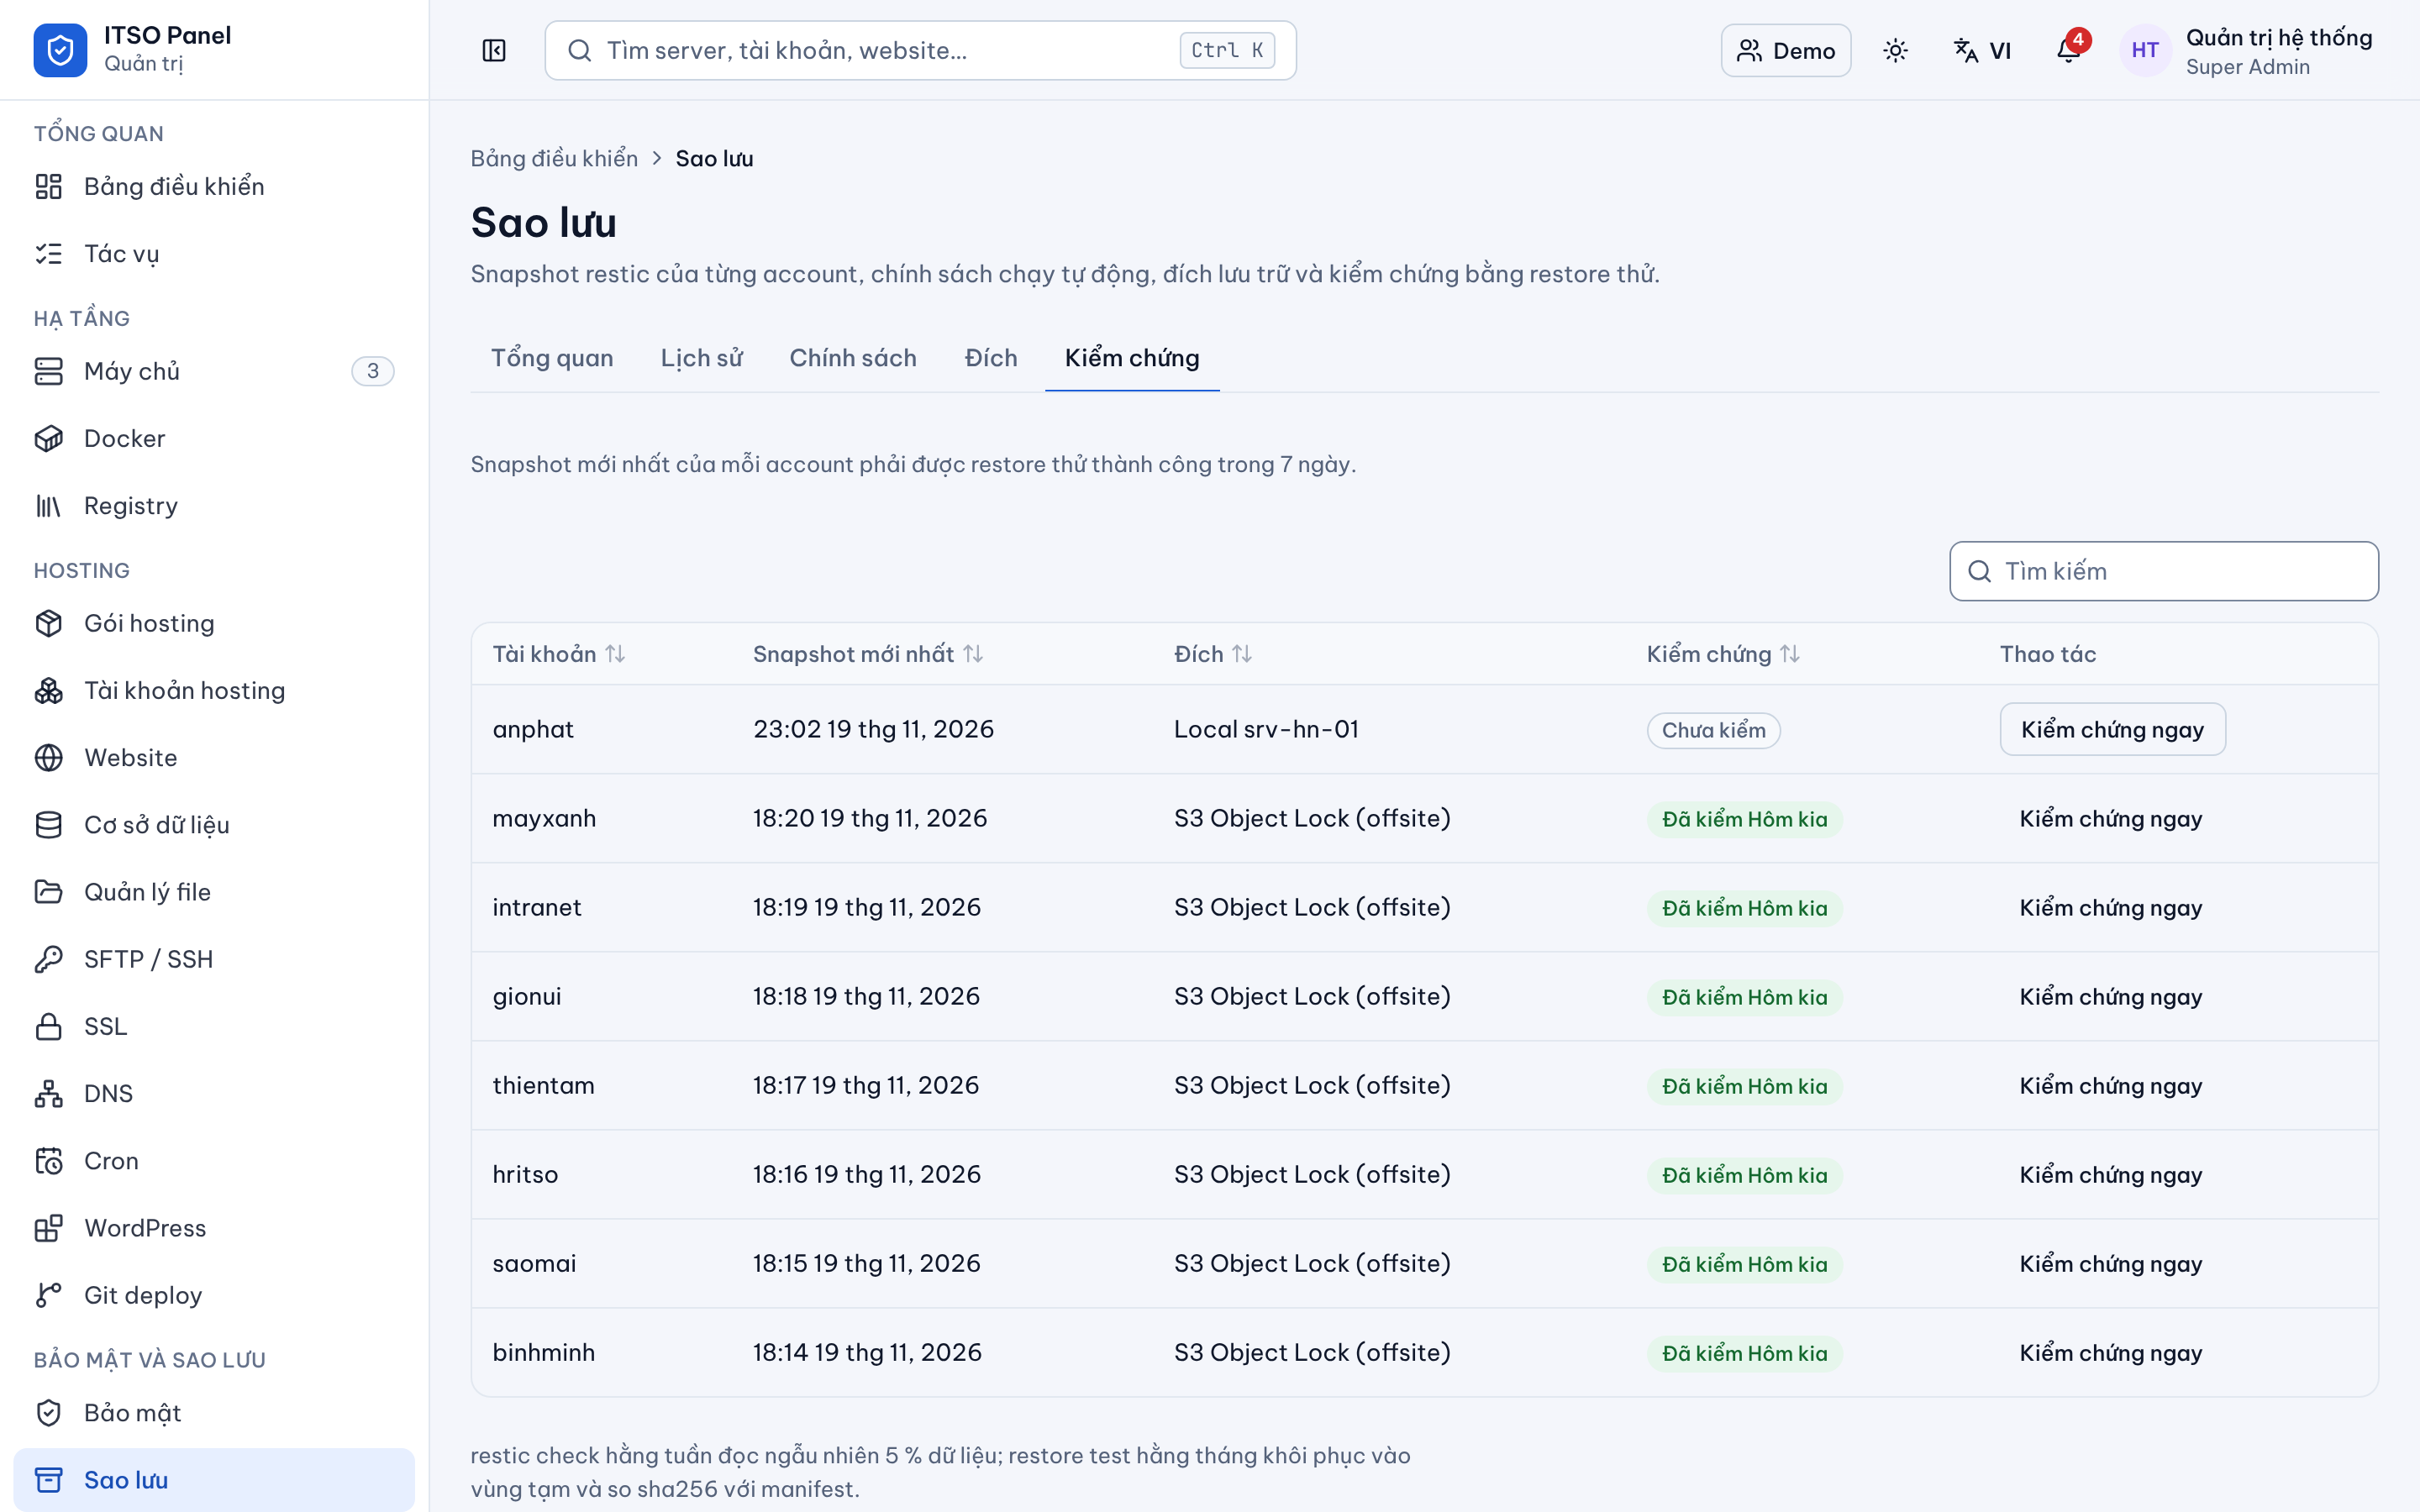 ITSO Panel
Quản trị
Tìm server, tài khoản, website...
Ctrl K
Demo
VI
4
HT
Quản trị hệ thống
Super Admin
TỔNG QUAN
Bảng điều khiển
Tác vụ
HẠ TẦNG
Máy chủ
3
Docker
Registry
HOSTING
Gói hosting
Tài khoản hosting
Website
Cơ sở dữ liệu
Quản lý file
SFTP / SSH
SSL
DNS
Cron
WordPress
Git deploy
BẢO MẬT VÀ SAO LƯU
Bảo mật
Sao lưu
Bảng điều khiển > Sao lưu
Sao lưu
Snapshot restic của từng account, chính sách chạy tự động, đích lưu trữ và kiểm chứng bằng restore thử.
Tổng quan Lịch sử Chính sách Đích Kiểm chứng
Snapshot mới nhất của mỗi account phải được restore thử thành công trong 7 ngày.
Tìm kiếm
Tài khoản Snapshot mới nhất Đích Kiểm chứng Thao tác
anphat 23:02 19 thg 11, 2026 Local srv-hn-01 Chưa kiểm Kiểm chứng ngay
mayxanh 18:20 19 thg 11, 2026 S3 Object Lock (offsite) Đã kiểm Hôm kia Kiểm chứng ngay
intranet 18:19 19 thg 11, 2026 S3 Object Lock (offsite) Đã kiểm Hôm kia Kiểm chứng ngay
gionui 18:18 19 thg 11, 2026 S3 Object Lock (offsite) Đã kiểm Hôm kia Kiểm chứng ngay
thientam 18:17 19 thg 11, 2026 S3 Object Lock (offsite) Đã kiểm Hôm kia Kiểm chứng ngay
hritso 18:16 19 thg 11, 2026 S3 Object Lock (offsite) Đã kiểm Hôm kia Kiểm chứng ngay
saomai 18:15 19 thg 11, 2026 S3 Object Lock (offsite) Đã kiểm Hôm kia Kiểm chứng ngay
binhminh 18:14 19 thg 11, 2026 S3 Object Lock (offsite) Đã kiểm Hôm kia Kiểm chứng ngay
restic check hằng tuần đọc ngẫu nhiên 5 % dữ liệu; restore test hằng tháng khôi phục vào
vùng tạm và so sha256 với manifest.